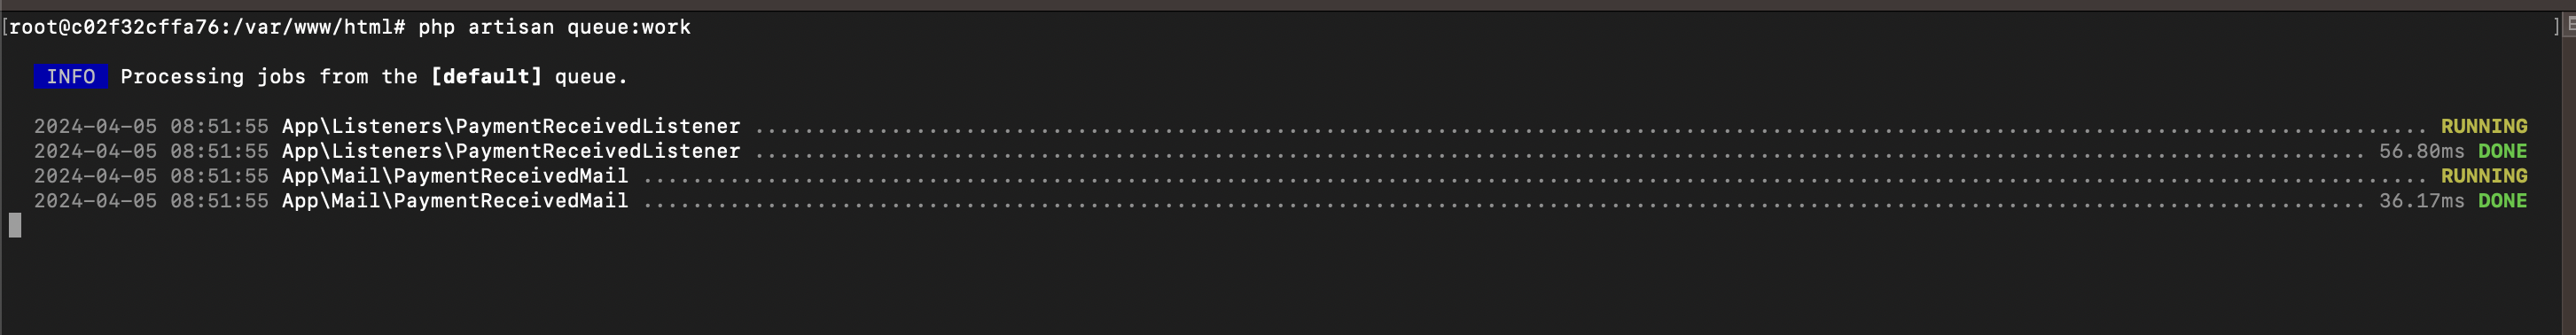 [root@c02f32cffa76:/var/www/html# php artisan queue:work ]
INFO Processing jobs from the [default] queue.
2024-04-05 08:51:55 App\Listeners\PaymentReceivedListener ........................................................................................................................................ RUNNING
2024-04-05 08:51:55 App\Listeners\PaymentReceivedListener ................................................................................................................................... 56.80ms DONE
2024-04-05 08:51:55 App\Mail\PaymentReceivedMail ................................................................................................................................................. RUNNING
2024-04-05 08:51:55 App\Mail\PaymentReceivedMail ............................................................................................................................................ 36.17ms DONE